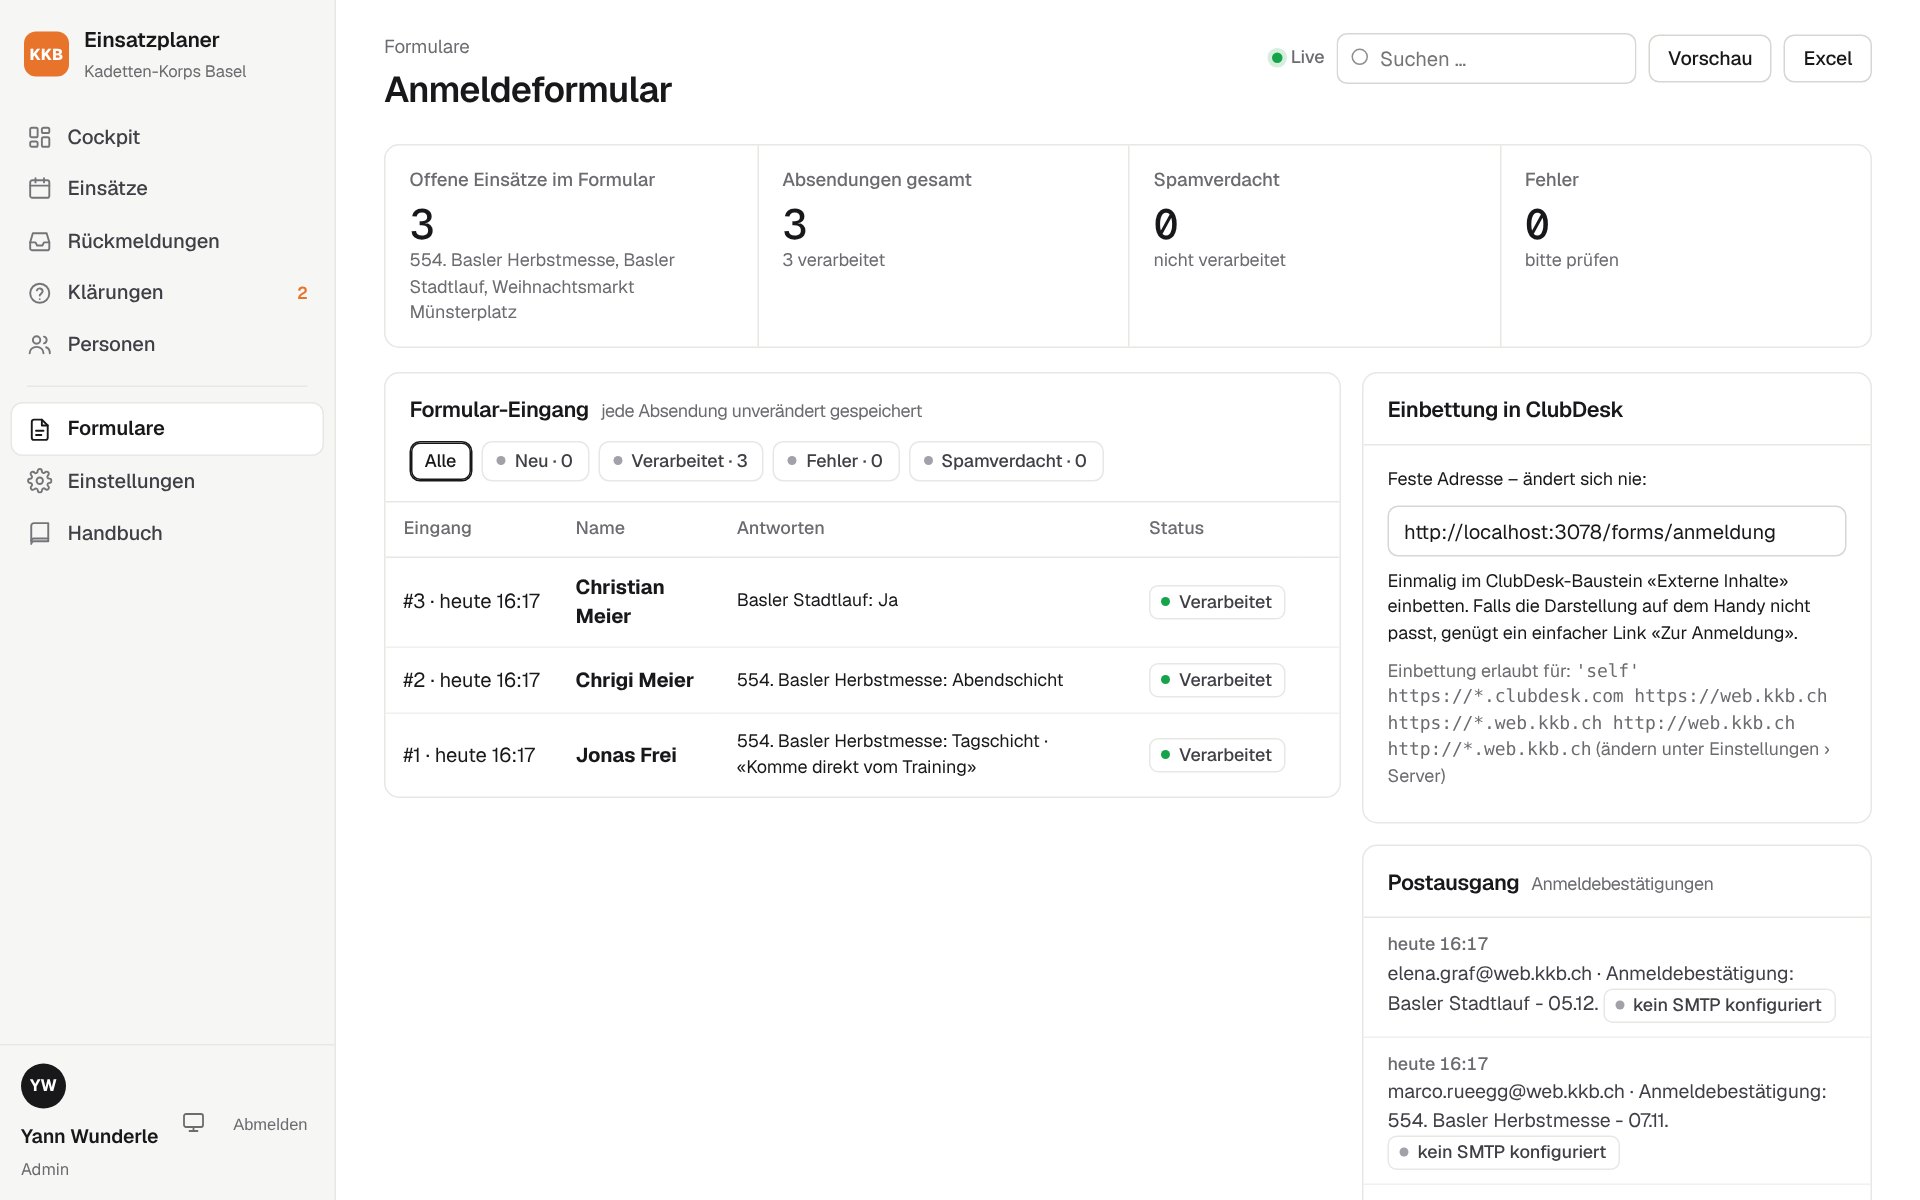 KKB
Einsatzplaner
Kadetten-Korps Basel
Cockpit
Einsätze
Rückmeldungen
Klärungen 2
Personen
Formulare
Einstellungen
Handbuch
YW
Yann Wunderle
Admin
Abmelden
Formulare
Anmeldeformular
Live
Suchen ...
Vorschau
Excel
Offene Einsätze im Formular
3
554. Basler Herbstmesse, Basler
Stadtlauf, Weihnachtsmarkt
Münsterplatz
Absendungen gesamt
3
3 verarbeitet
Spamverdacht
0
nicht verarbeitet
Fehler
0
bitte prüfen
Formular-Eingang jede Absendung unverändert gespeichert
Alle
Neu · 0
Verarbeitet · 3
Fehler · 0
Spamverdacht · 0
Eingang Name Antworten Status
#3 · heute 16:17 Christian
Meier
Basler Stadtlauf: Ja
Verarbeitet
#2 · heute 16:17 Chrigi Meier 554. Basler Herbstmesse: Abendschicht Verarbeitet
#1 · heute 16:17 Jonas Frei 554. Basler Herbstmesse: Tagschicht ·
«Komme direkt vom Training»
Verarbeitet
Einbettung in ClubDesk
Feste Adresse – ändert sich nie:
http://localhost:3078/forms/anmeldung
Einmalig im ClubDesk-Baustein «Externe Inhalte»
einbetten. Falls die Darstellung auf dem Handy nicht
passt, genügt ein einfacher Link «Zur Anmeldung».
Einbettung erlaubt für: 'self'
https://*.clubdesk.com https://web.kkb.ch
https://*.web.kkb.ch http://web.kkb.ch
http://*.web.kkb.ch (ändern unter Einstellungen ›
Server)
Postausgang Anmeldebestätigungen
heute 16:17
elena.graf@web.kkb.ch · Anmeldebestätigung:
Basler Stadtlauf - 05.12. kein SMTP konfiguriert
heute 16:17
marco.rueegg@web.kkb.ch · Anmeldebestätigung:
554. Basler Herbstmesse - 07.11.
kein SMTP konfiguriert